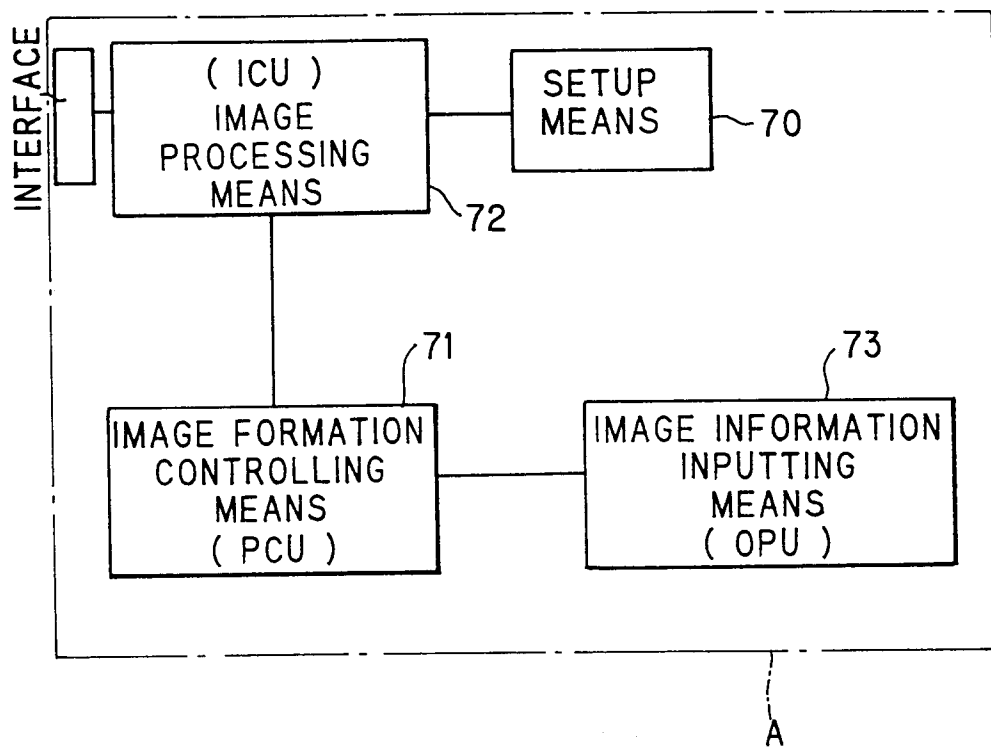 INTERFACE
( ICU )
IMAGE
PROCESSING
MEANS
72
SETUP
MEANS
70
71
IMAGE FORMATION
CONTROLLING
MEANS
( PCU )
73
IMAGE INFORMATION
INPUTTING
MEANS
( OPU )
A